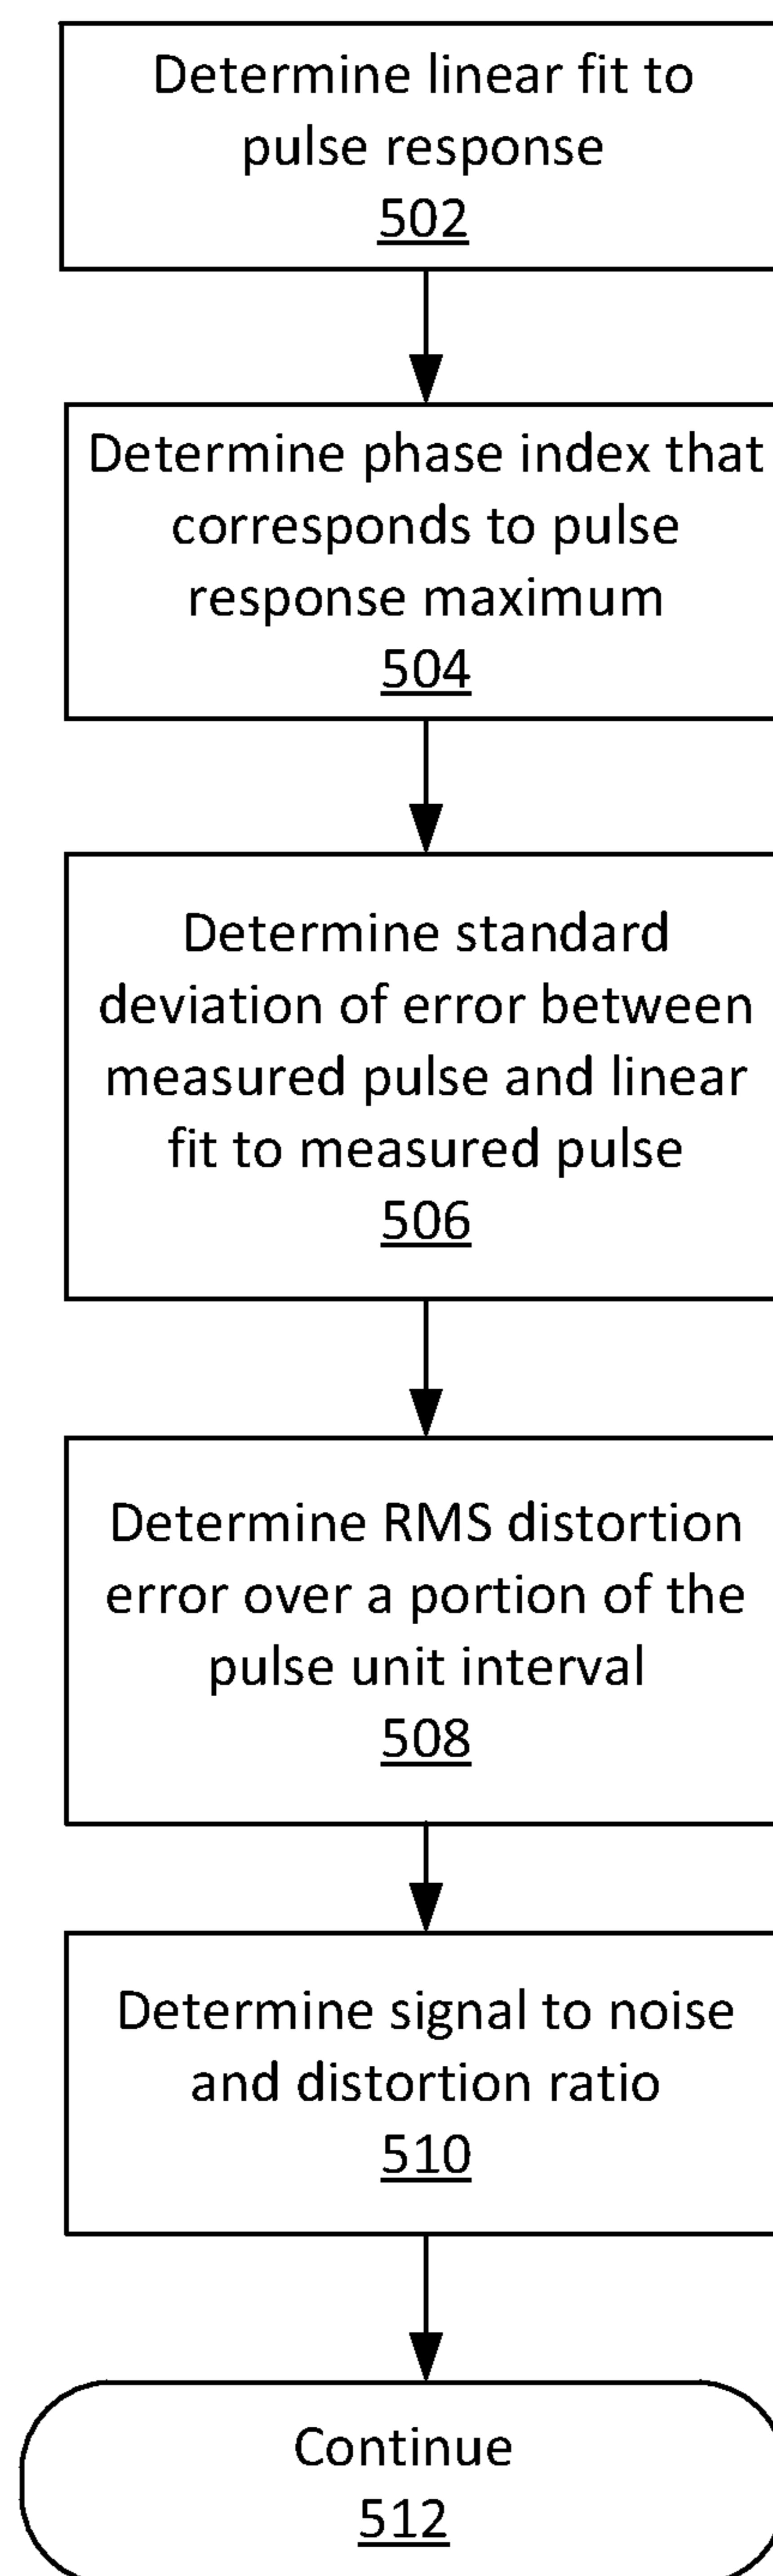 Determine linear fit to
pulse response
502
Determine phase index that
corresponds to pulse
response maximum
504
Determine standard
deviation of error between
measured pulse and linear
fit to measured pulse
506
Determine RMS distortion
error over a portion of the
pulse unit interval
508
Determine signal to noise
and distortion ratio
510
Continue
512